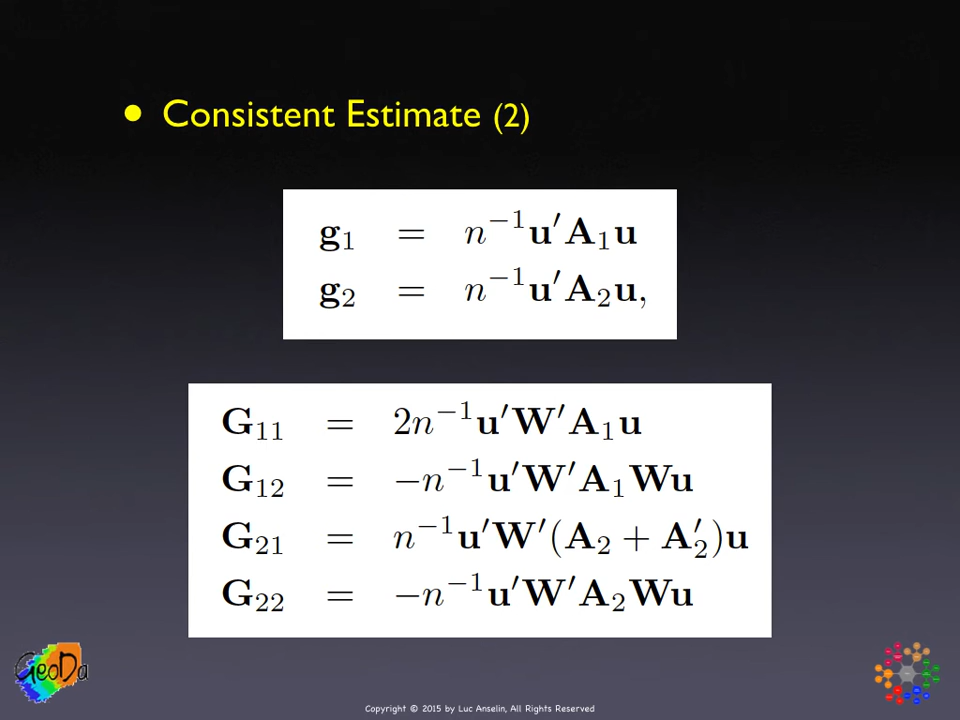 • Consistent Estimate (2)
g₁ = n⁻¹u′A₁u
g₂ = n⁻¹u′A₂u,
G₁₁ = 2n⁻¹u′W′A₁u
G₁₂ = −n⁻¹u′W′A₁Wu
G₂₁ = n⁻¹u′W′(A₂ + A₂′)u
G₂₂ = −n⁻¹u′W′A₂Wu
GeoDa
Copyright © 2015 by Luc Anselin, All Rights Reserved